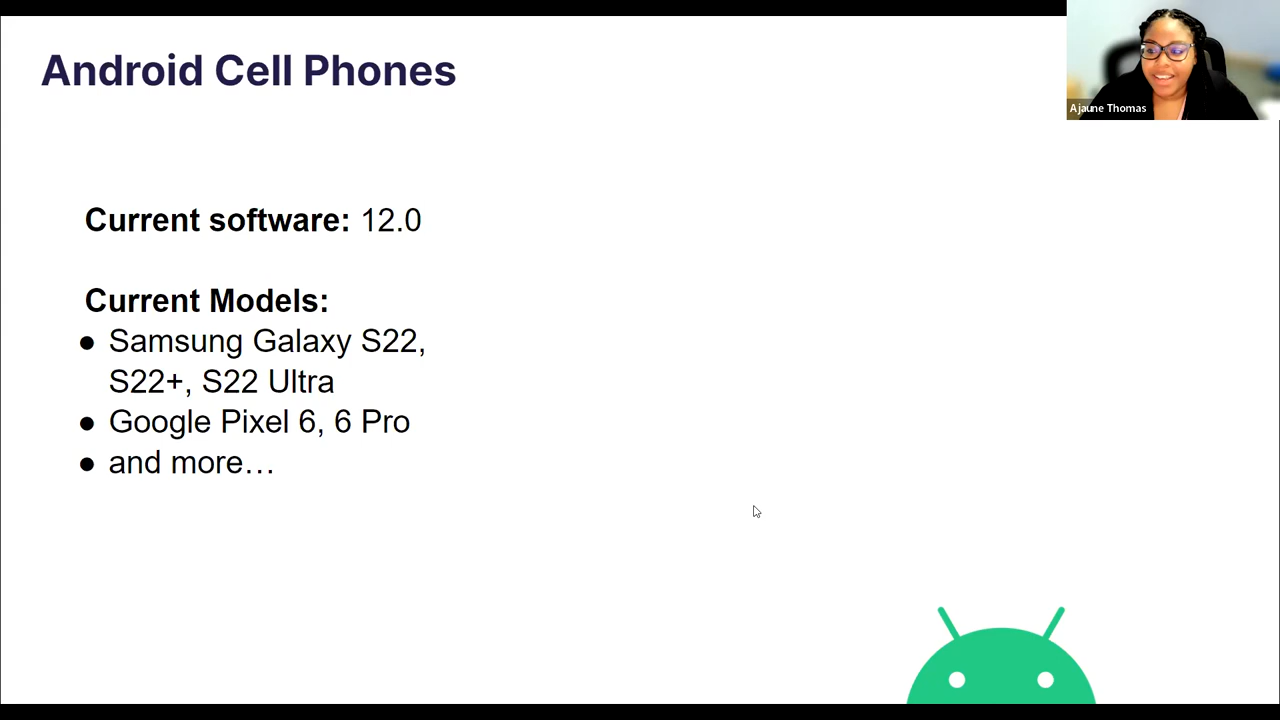 Android Cell Phones
Ajaune Thomas
Current software: 12.0
Current Models:
● Samsung Galaxy S22,
S22+, S22 Ultra
● Google Pixel 6, 6 Pro
● and more…